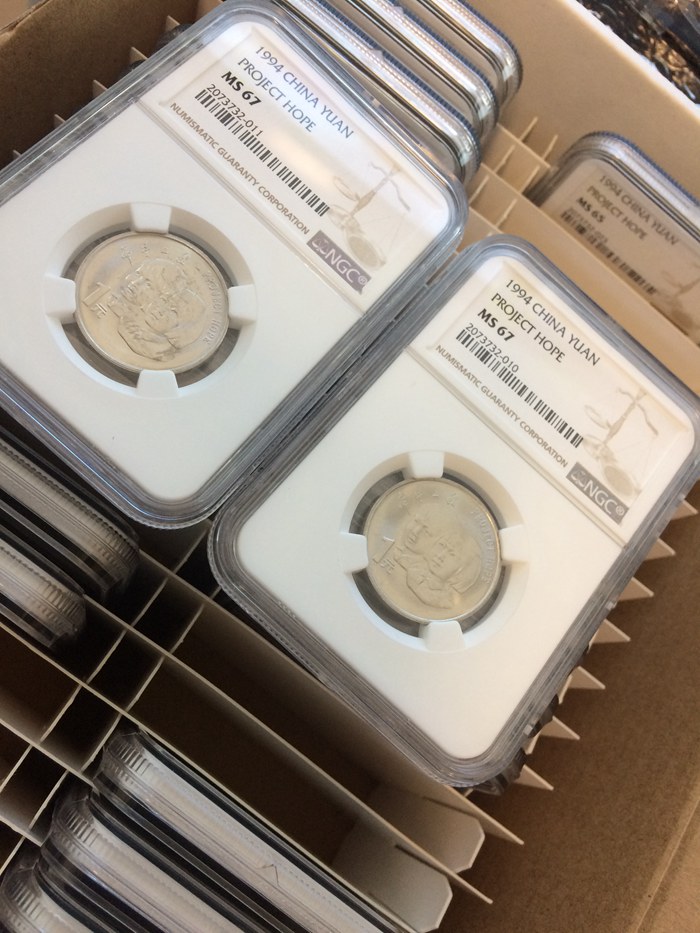 1994 CHINA YUAN
PROJECT HOPE
MS 67
2073732-011
NUMISMATIC GUARANTY CORPORATION
NGC®
1994 CHINA YUAN
PROJECT HOPE
MS 67
2073732-010
NUMISMATIC GUARANTY CORPORATION
NGC®
1994 CHINA YUAN
PROJECT HOPE
MS 65